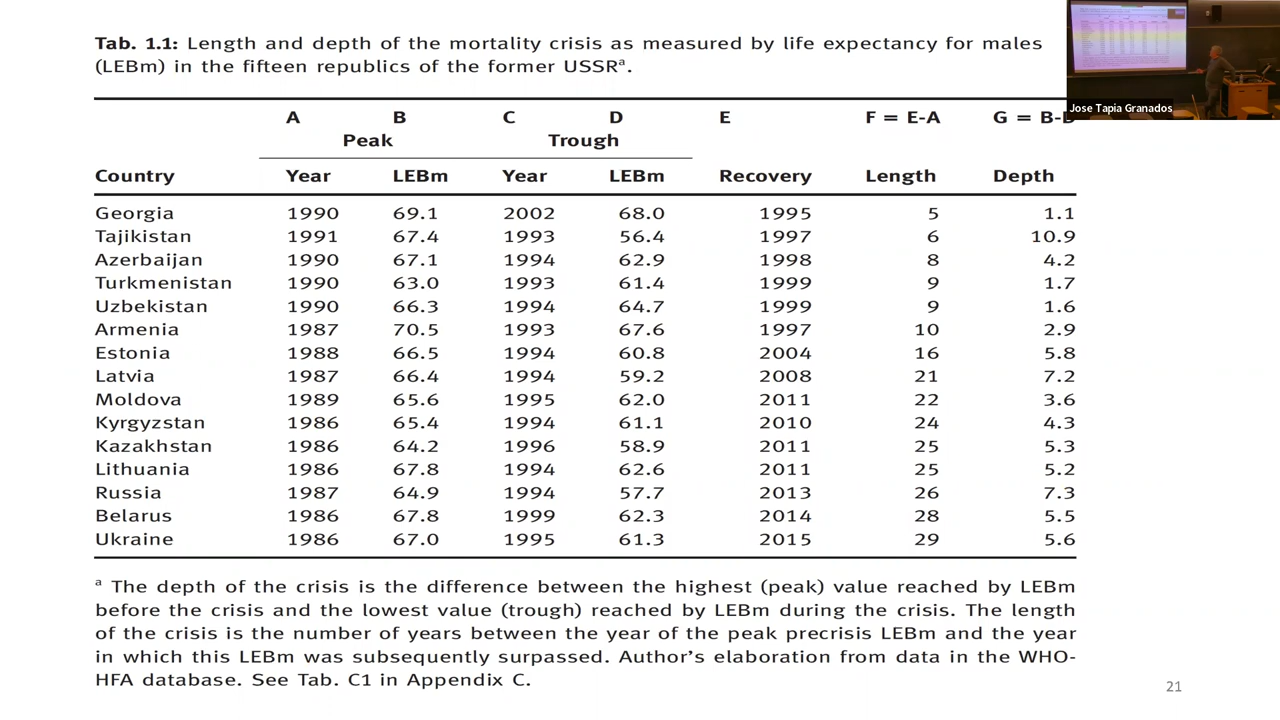 Tab. 1.1: Length and depth of the mortality crisis as measured by life expectancy for males
(LEBm) in the fifteen republics of the former USSRᵃ.
Jose Tapia Granados
A B C D E F = E-A G = B-D
Peak Trough
Country Year LEBm Year LEBm Recovery Length Depth
Georgia 1990 69.1 2002 68.0 1995 5 1.1
Tajikistan 1991 67.4 1993 56.4 1997 6 10.9
Azerbaijan 1990 67.1 1994 62.9 1998 8 4.2
Turkmenistan 1990 63.0 1993 61.4 1999 9 1.7
Uzbekistan 1990 66.3 1994 64.7 1999 9 1.6
Armenia 1987 70.5 1993 67.6 1997 10 2.9
Estonia 1988 66.5 1994 60.8 2004 16 5.8
Latvia 1987 66.4 1994 59.2 2008 21 7.2
Moldova 1989 65.6 1995 62.0 2011 22 3.6
Kyrgyzstan 1986 65.4 1994 61.1 2010 24 4.3
Kazakhstan 1986 64.2 1996 58.9 2011 25 5.3
Lithuania 1986 67.8 1994 62.6 2011 25 5.2
Russia 1987 64.9 1994 57.7 2013 26 7.3
Belarus 1986 67.8 1999 62.3 2014 28 5.5
Ukraine 1986 67.0 1995 61.3 2015 29 5.6
ᵃ The depth of the crisis is the difference between the highest (peak) value reached by LEBm
before the crisis and the lowest value (trough) reached by LEBm during the crisis. The length
of the crisis is the number of years between the year of the peak precrisis LEBm and the year
in which this LEBm was subsequently surpassed. Author's elaboration from data in the WHO-
HFA database. See Tab. C1 in Appendix C.
21